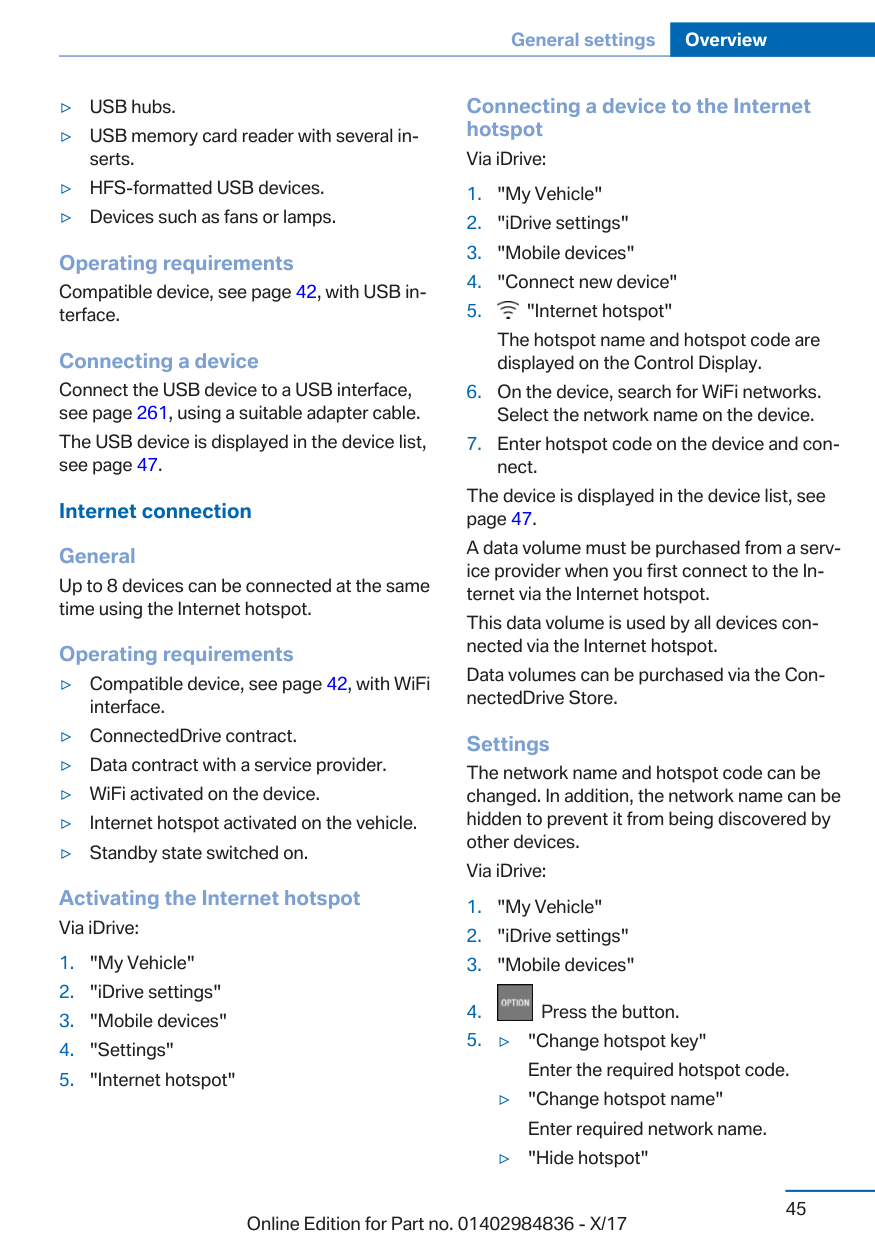 General settings Overview
▷ USB hubs.
▷ USB memory card reader with several in-
serts.
▷ HFS-formatted USB devices.
▷ Devices such as fans or lamps.
Operating requirements
Compatible device, see page 42, with USB in-
terface.
Connecting a device
Connect the USB device to a USB interface,
see page 261, using a suitable adapter cable.
The USB device is displayed in the device list,
see page 47.
Internet connection
General
Up to 8 devices can be connected at the same
time using the Internet hotspot.
Operating requirements
▷ Compatible device, see page 42, with WiFi
interface.
▷ ConnectedDrive contract.
▷ Data contract with a service provider.
▷ WiFi activated on the device.
▷ Internet hotspot activated on the vehicle.
▷ Standby state switched on.
Activating the Internet hotspot
Via iDrive:
1. "My Vehicle"
2. "iDrive settings"
3. "Mobile devices"
4. "Settings"
5. "Internet hotspot"
Connecting a device to the Internet
hotspot
Via iDrive:
1. "My Vehicle"
2. "iDrive settings"
3. "Mobile devices"
4. "Connect new device"
5. "Internet hotspot"
The hotspot name and hotspot code are
displayed on the Control Display.
6. On the device, search for WiFi networks.
Select the network name on the device.
7. Enter hotspot code on the device and con-
nect.
The device is displayed in the device list, see
page 47.
A data volume must be purchased from a serv-
ice provider when you first connect to the In-
ternet via the Internet hotspot.
This data volume is used by all devices con-
nected via the Internet hotspot.
Data volumes can be purchased via the Con-
nectedDrive Store.
Settings
The network name and hotspot code can be
changed. In addition, the network name can be
hidden to prevent it from being discovered by
other devices.
Via iDrive:
1. "My Vehicle"
2. "iDrive settings"
3. "Mobile devices"
4. OPTION Press the button.
5. ▷ "Change hotspot key"
Enter the required hotspot code.
▷ "Change hotspot name"
Enter required network name.
▷ "Hide hotspot"
45
Online Edition for Part no. 01402984836 - X/17